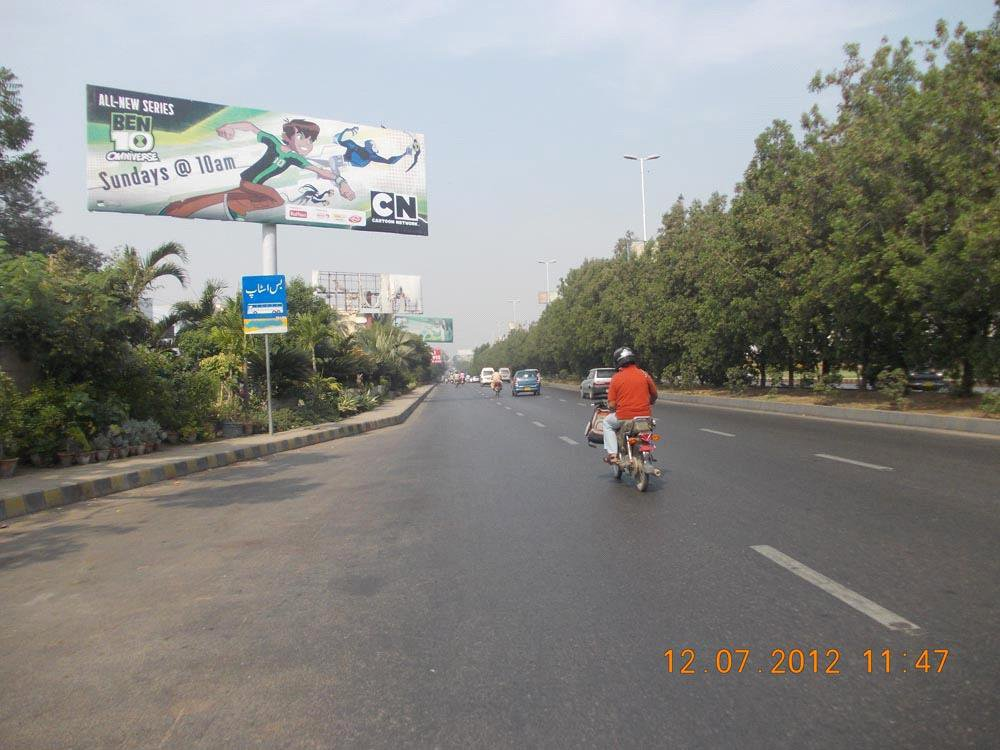 ALL-NEW SERIES
BEN
10
OMNIVERSE
Sundays @ 10am
CN
CARTOON NETWORK
بس اسٹاپ
12.07.2012 11:47